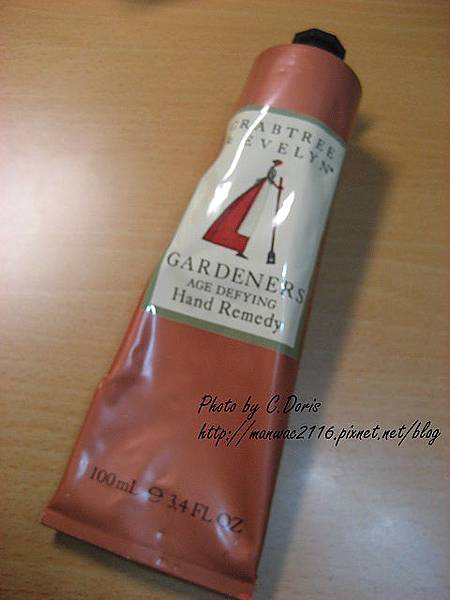 CRABTREE
& EVELYN®
GARDENERS
AGE DEFYING
Hand Remedy
Photo by C.Doris
http://manwac2116.pixnet.net/blog
100mL ℮ 3.4 FL OZ